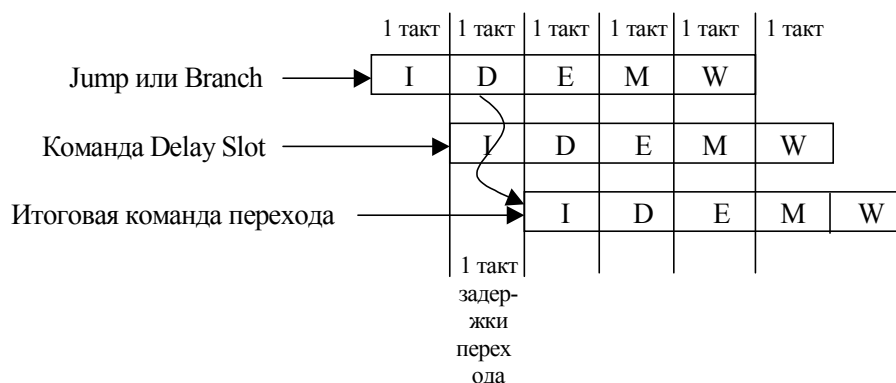 1 такт 1 такт 1 такт 1 такт 1 такт 1 такт
Jump или Branch I D E M W
Команда Delay Slot I D E M W
Итоговая команда перехода I D E M W
1 такт
задер-
жки
перех
ода